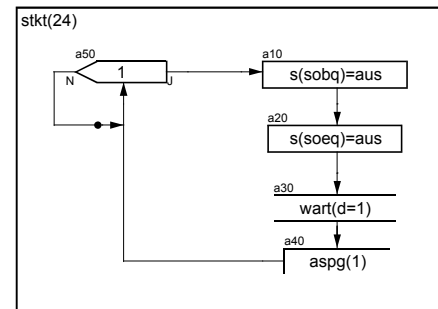 stkt(24)
a50
1
N
J
a10
s(sobq)=aus
a20
s(soeq)=aus
a30
wart(d=1)
a40
aspg(1)